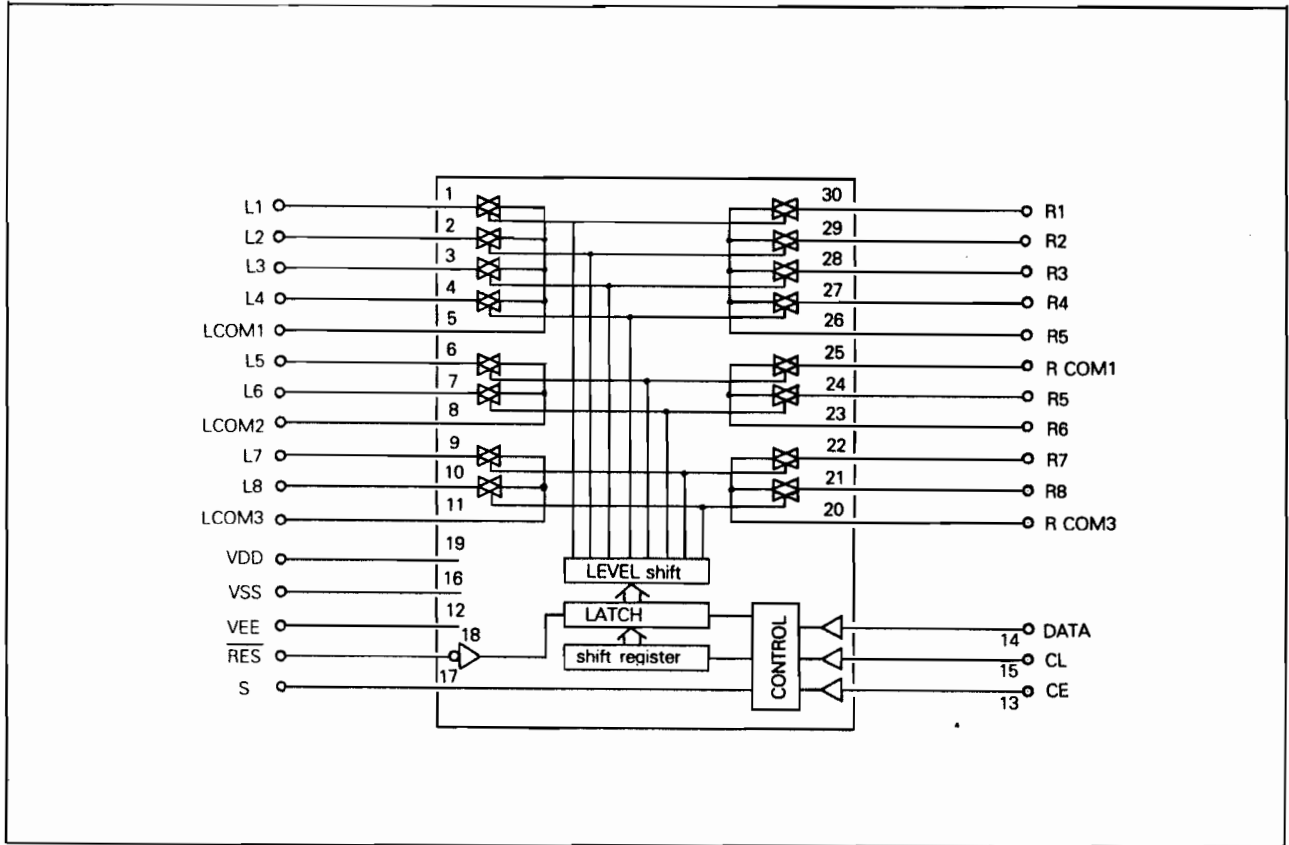 L1 1 30 R1
L2 2 29 R2
L3 3 28 R3
L4 4 27 R4
LCOM1 5 26 R5
L5 6 25 R COM1
L6 7 24 R5
LCOM2 8 23 R6
L7 9 22 R7
L8 10 21 R8
LCOM3 11 20 R COM3
VDD 19
VSS 16
LEVEL shift
VEE 12
LATCH
CONTROL
14 DATA
RES 18
shift register
15 CL
S 17
13 CE